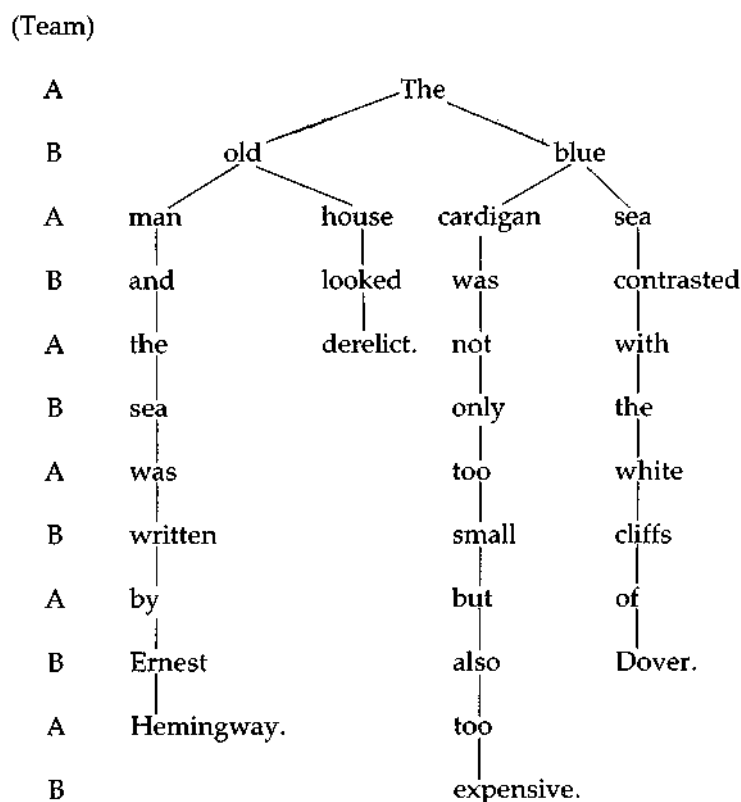 (Team)
A The
B old blue
A man house cardigan sea
B and looked was contrasted
A the derelict. not with
B sea only the
A was too white
B written small cliffs
A by but of
B Ernest also Dover.
A Hemingway. too
B expensive.